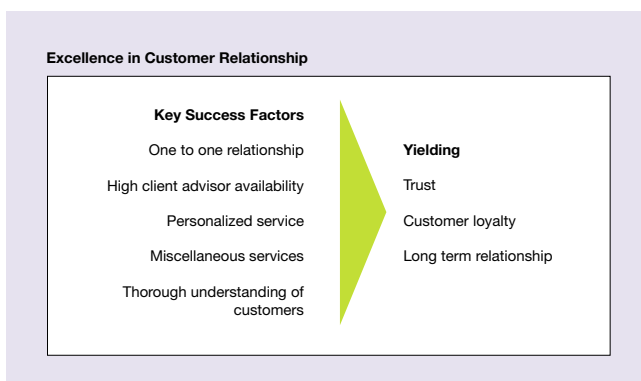 Excellence in Customer Relationship
Key Success Factors
One to one relationship
High client advisor availability
Personalized service
Miscellaneous services
Thorough understanding of
customers
Yielding
Trust
Customer loyalty
Long term relationship